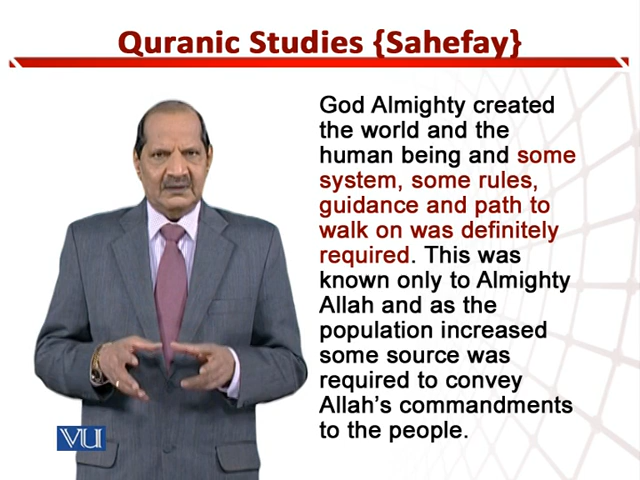 Quranic Studies {Sahefay}
God Almighty created
the world and the
human being and some
system, some rules,
guidance and path to
walk on was definitely
required. This was
known only to Almighty
Allah and as the
population increased
some source was
required to convey
Allah's commandments
to the people.
VU